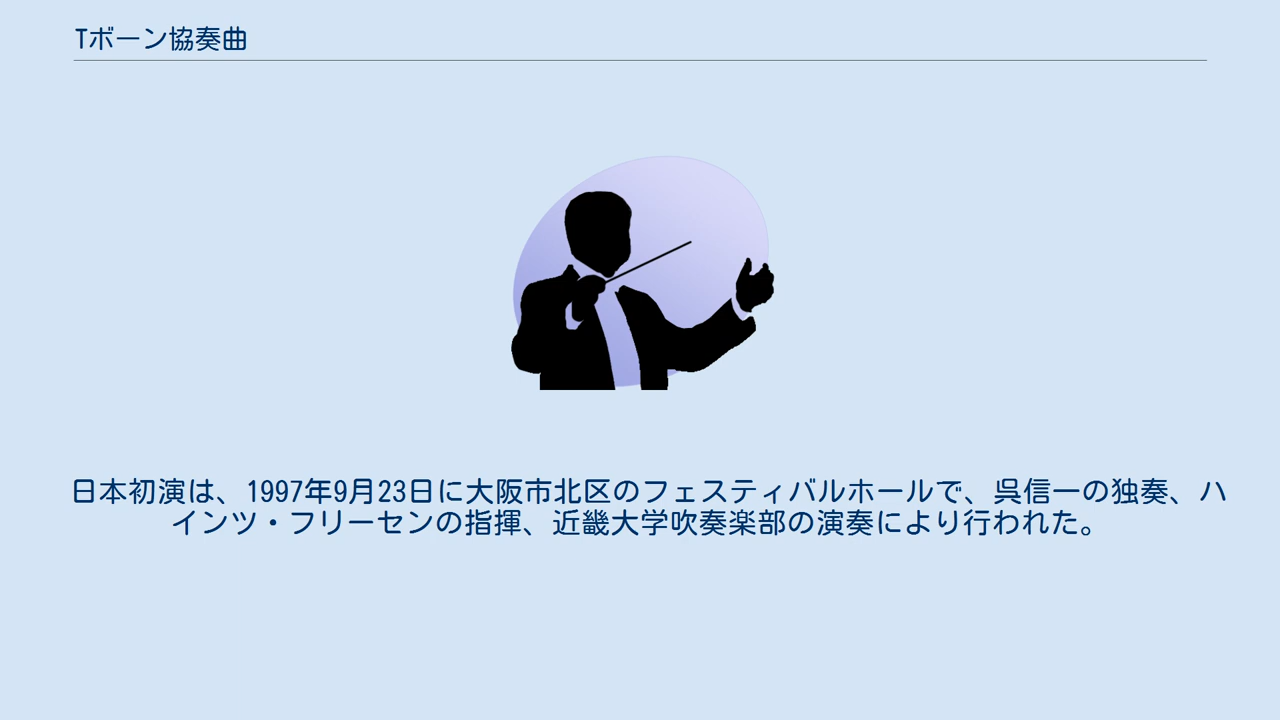 Tボーン協奏曲
日本初演は、1997年9月23日に大阪市北区のフェスティバルホールで、呉信一の独奏、ハ
インツ・フリーセンの指揮、近畿大学吹奏楽部の演奏により行われた。